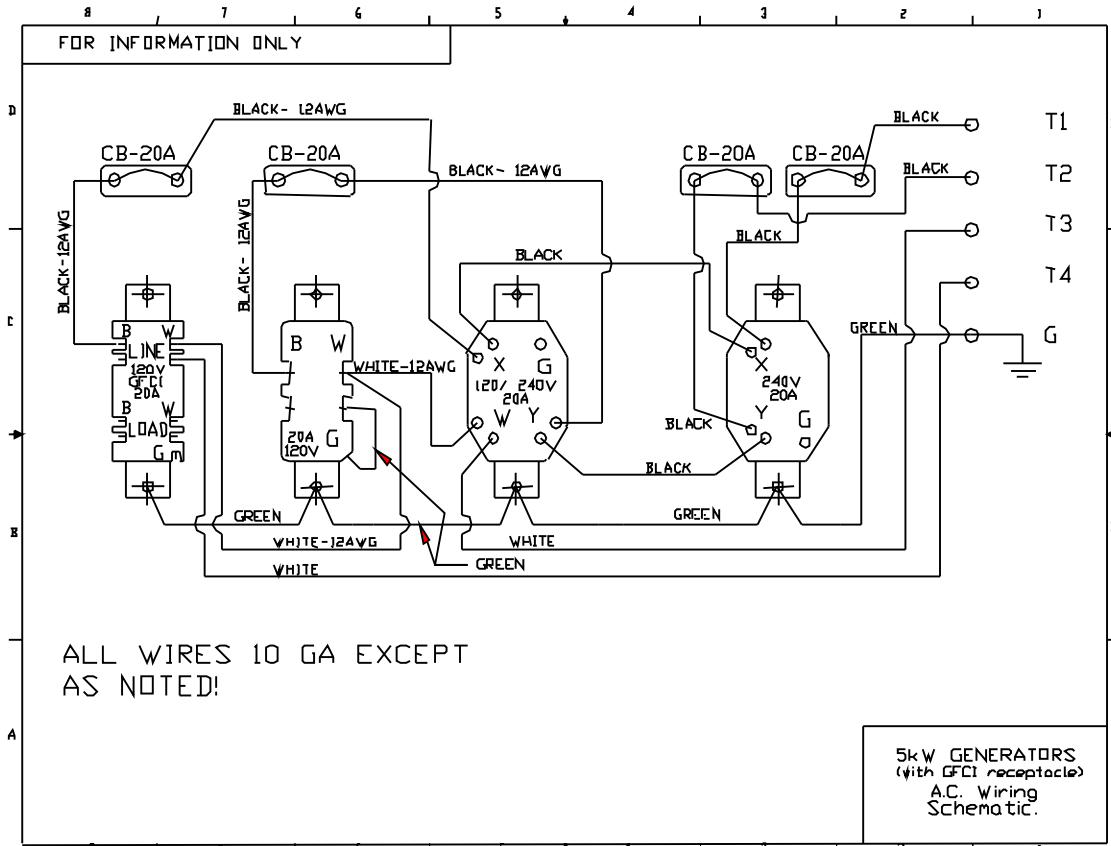 8 7 6 5 4 3 2 1
FOR INFORMATION ONLY
D
BLACK- 12AWG
BLACK
T1
CB-20A
CB-20A
CB-20A
CB-20A
BLACK- 12AWG
BLACK
T2
BLACK-12AWG
BLACK- 12AWG
T3
BLACK
BLACK
T4
C
B W
LINE
120V
GFCI
20A
B W
LOAD
G
B W
20A
120V
G
WHITE-12AWG
X G
120/ 240V
20A
W Y
X
240V
20A
Y
G
GREEN
G
BLACK
BLACK
B
GREEN
GREEN
WHITE-12AWG
WHITE
GREEN
WHITE
ALL WIRES 10 GA EXCEPT
AS NOTED!
A
5kW GENERATORS
(with GFCI receptacle)
A.C. Wiring
Schematic.